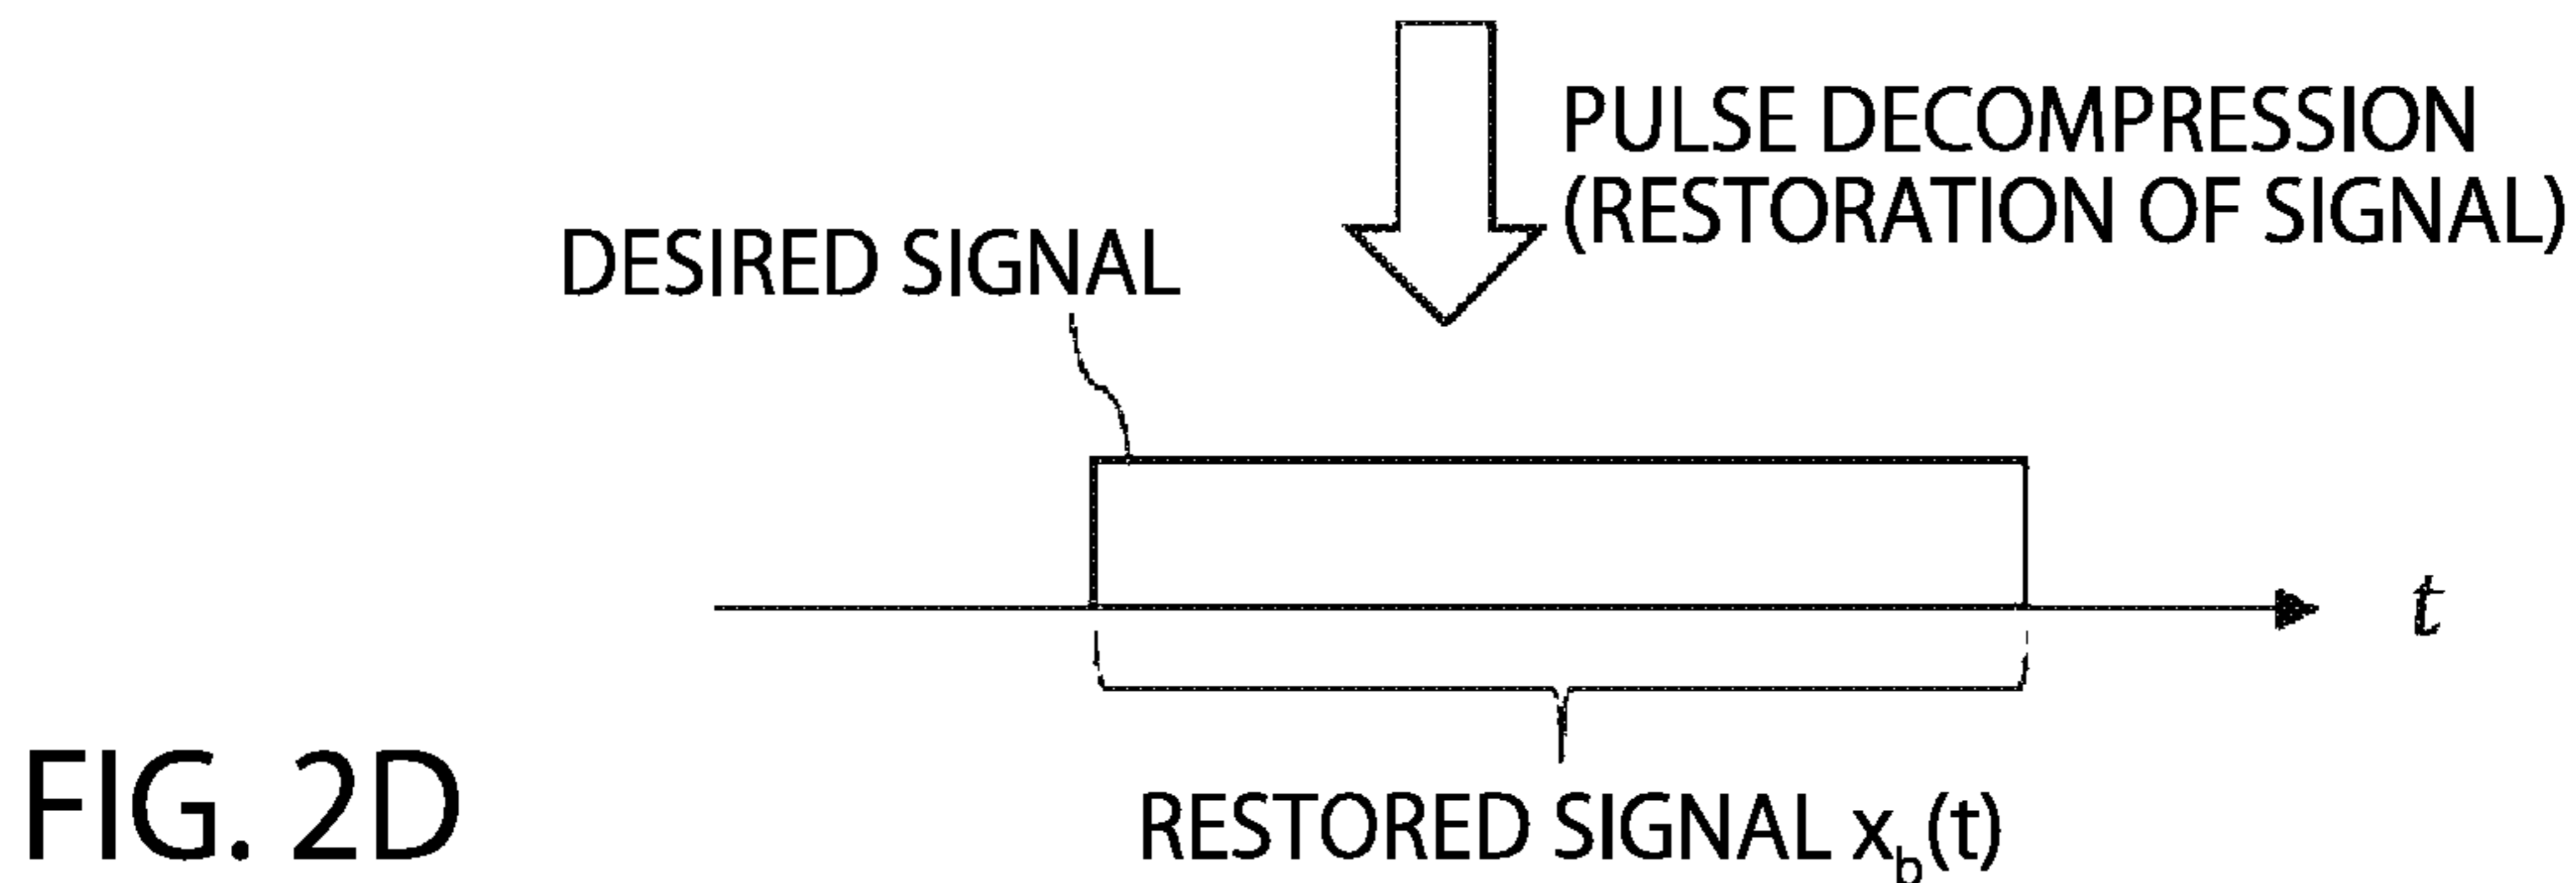 PULSE DECOMPRESSION
(RESTORATION OF SIGNAL)
DESIRED SIGNAL
t
RESTORED SIGNAL x_b(t)
FIG. 2D